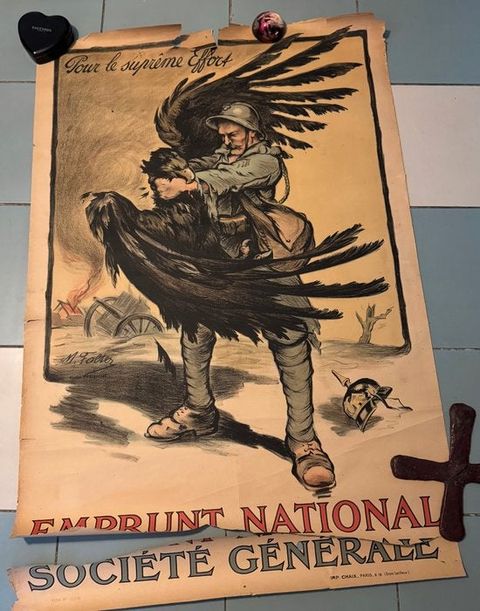 Pour le suprême Effort
M. Falter
EMPRUNT NATIONAL
SOCIÉTÉ GÉNÉRALE
IMP. CHAIX, PARIS